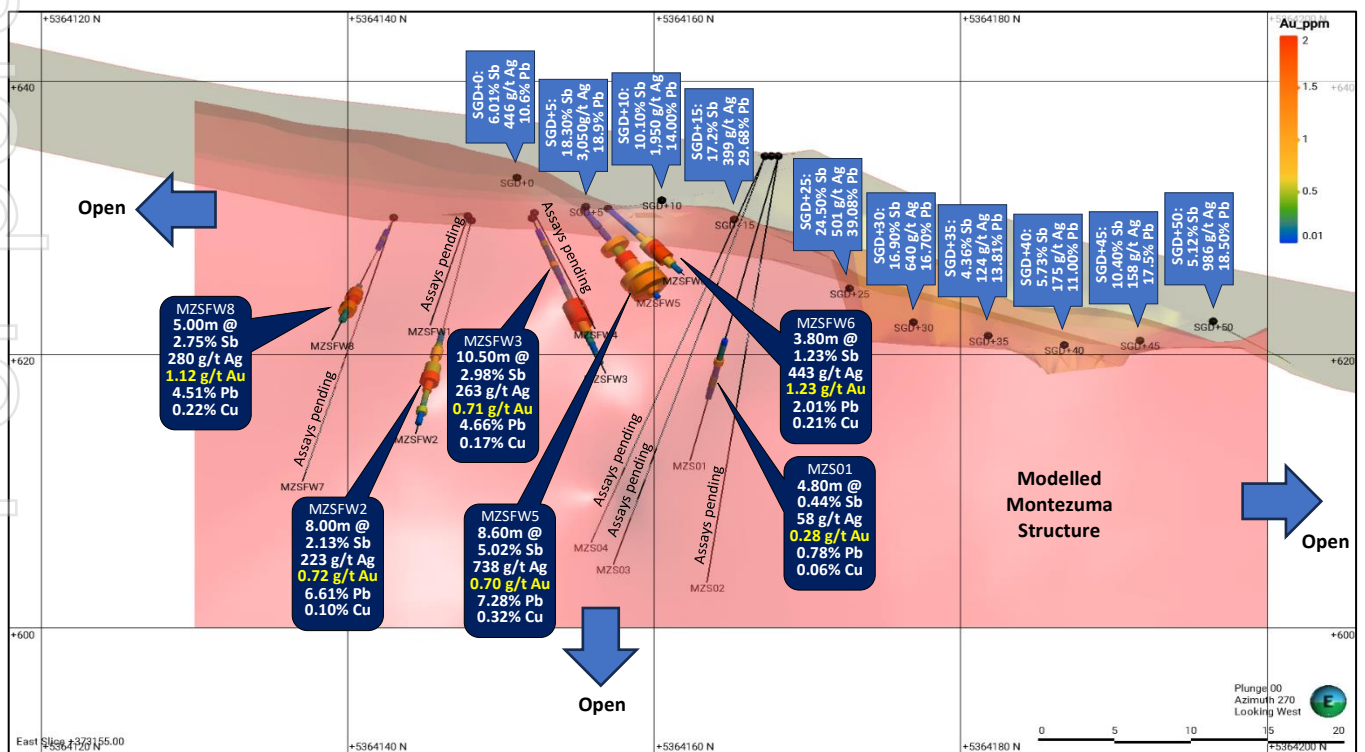 +5364120 N
+5364140 N
+5364160 N
+5364180 N
+5364200 N
Au_ppm
2
1.5
1
0.5
0.01
+640
+640
SGD+0:
6.01% Sb
446 g/t Ag
10.6% Pb
SGD+5:
18.30% Sb
3,050g/t Ag
18.9% Pb
SGD+10:
10.10% Sb
1,950 g/t Ag
14.00% Pb
SGD+15:
17.2% Sb
399 g/t Ag
29.68% Pb
SGD+25:
24.50% Sb
501 g/t Ag
39.08% Pb
SGD+30:
16.90% Sb
640 g/t Ag
16.70% Pb
SGD+35:
4.36% Sb
124 g/t Ag
13.81% Pb
SGD+40:
5.73% Sb
175 g/t Ag
11.00% Pb
SGD+45:
10.40% Sb
158 g/t Ag
17.5% Pb
SGD+50:
5.12% Sb
986 g/t Ag
18.50% Pb
SGD+0
SGD+5
SGD+10
SGD+15
SGD+25
SGD+30
SGD+35
SGD+40
SGD+45
SGD+50
Open
Assays pending
Assays pending
Assays pending
Assays pending
Assays pending
Assays pending
MZSFW5
MZSFW8
MZSFW1
MZSFW4
MZSFW3
MZSFW2
MZSFW7
MZS01
MZS04
MZS03
MZS02
+620
+620
MZSFW8
5.00m @
2.75% Sb
280 g/t Ag
1.12 g/t Au
4.51% Pb
0.22% Cu
MZSFW3
10.50m @
2.98% Sb
263 g/t Ag
0.71 g/t Au
4.66% Pb
0.17% Cu
MZSFW6
3.80m @
1.23% Sb
443 g/t Ag
1.23 g/t Au
2.01% Pb
0.21% Cu
MZSFW2
8.00m @
2.13% Sb
223 g/t Ag
0.72 g/t Au
6.61% Pb
0.10% Cu
MZSFW5
8.60m @
5.02% Sb
738 g/t Ag
0.70 g/t Au
7.28% Pb
0.32% Cu
MZS01
4.80m @
0.44% Sb
58 g/t Ag
0.28 g/t Au
0.78% Pb
0.06% Cu
Modelled
Montezuma
Structure
Open
Open
+600
+600
Plunge 00
Azimuth 270
Looking West
E
0 5 10 15 20
East Slice +373155.00
+5364120 N
+5364140 N
+5364160 N
+5364180 N
+5364200 N